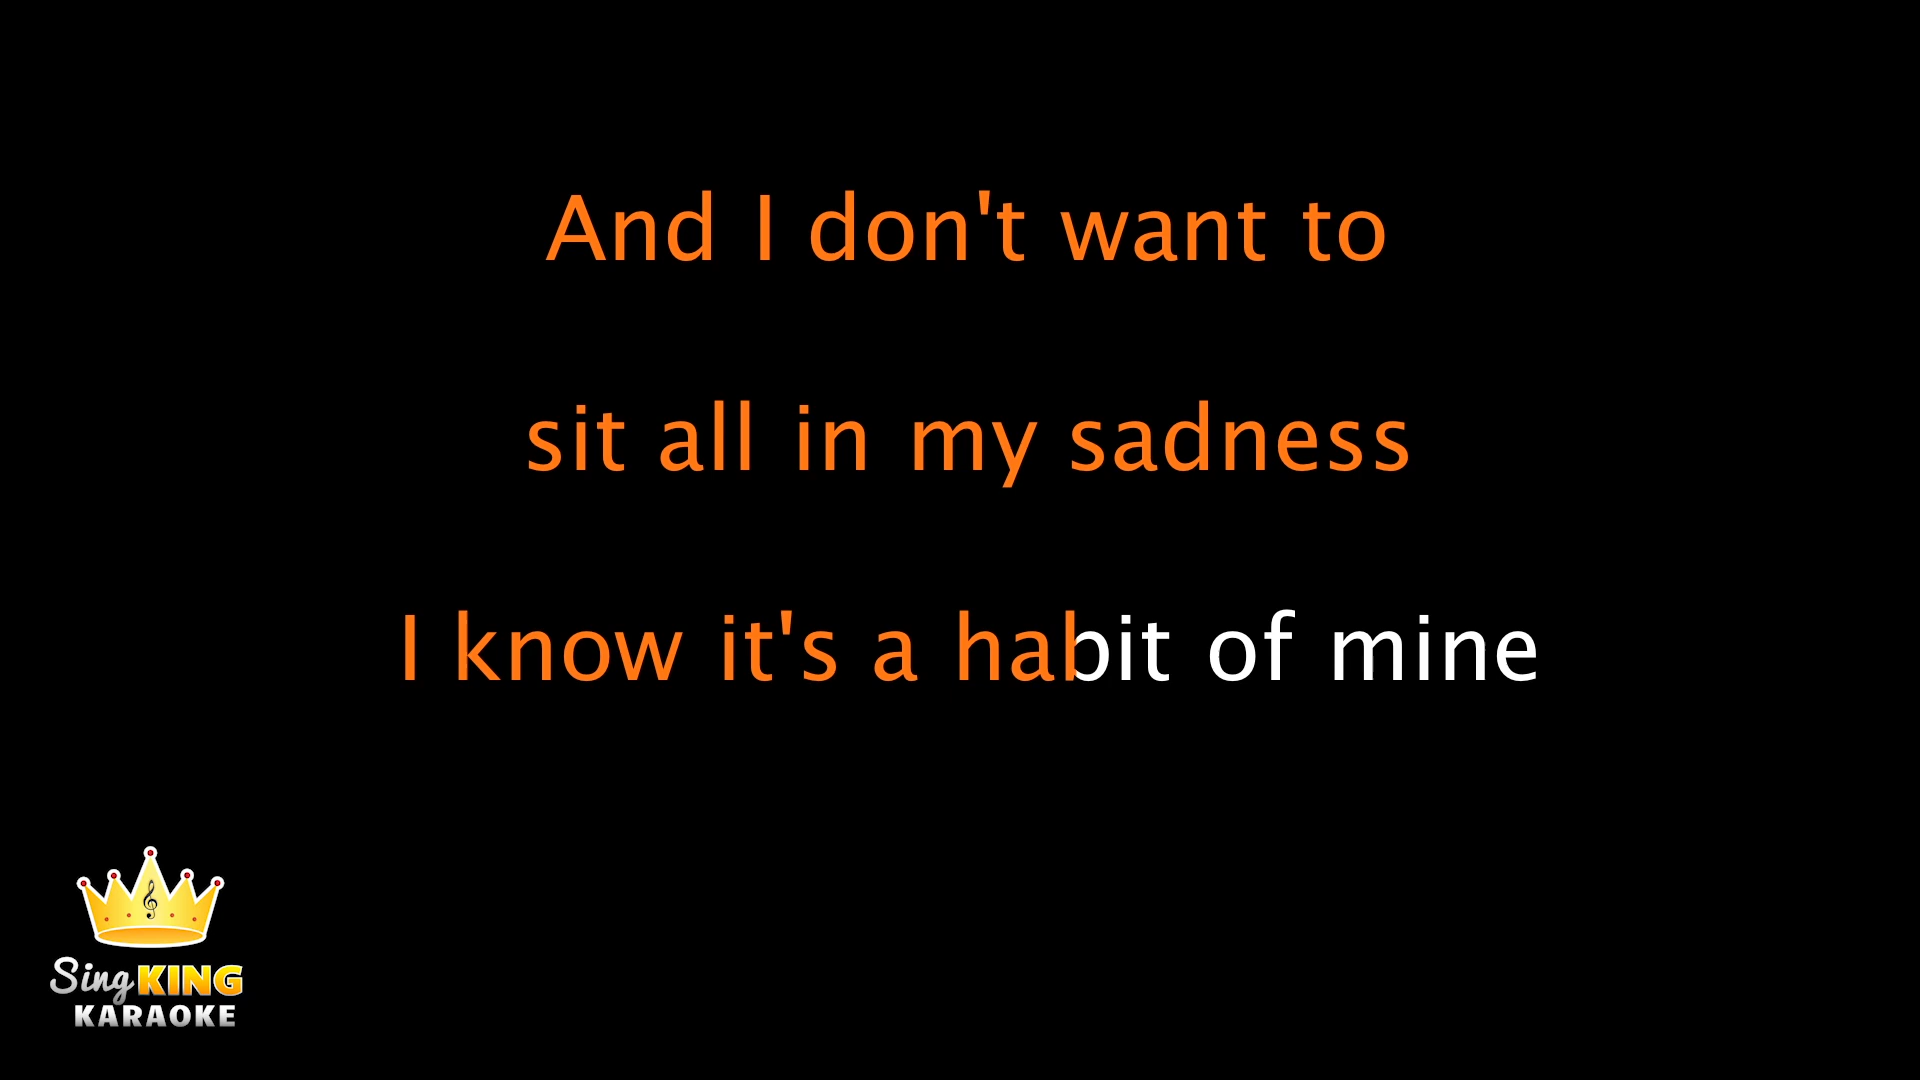 And I don't want to
sit all in my sadness
I know it's a habit of mine
Sing KING
KARAOKE